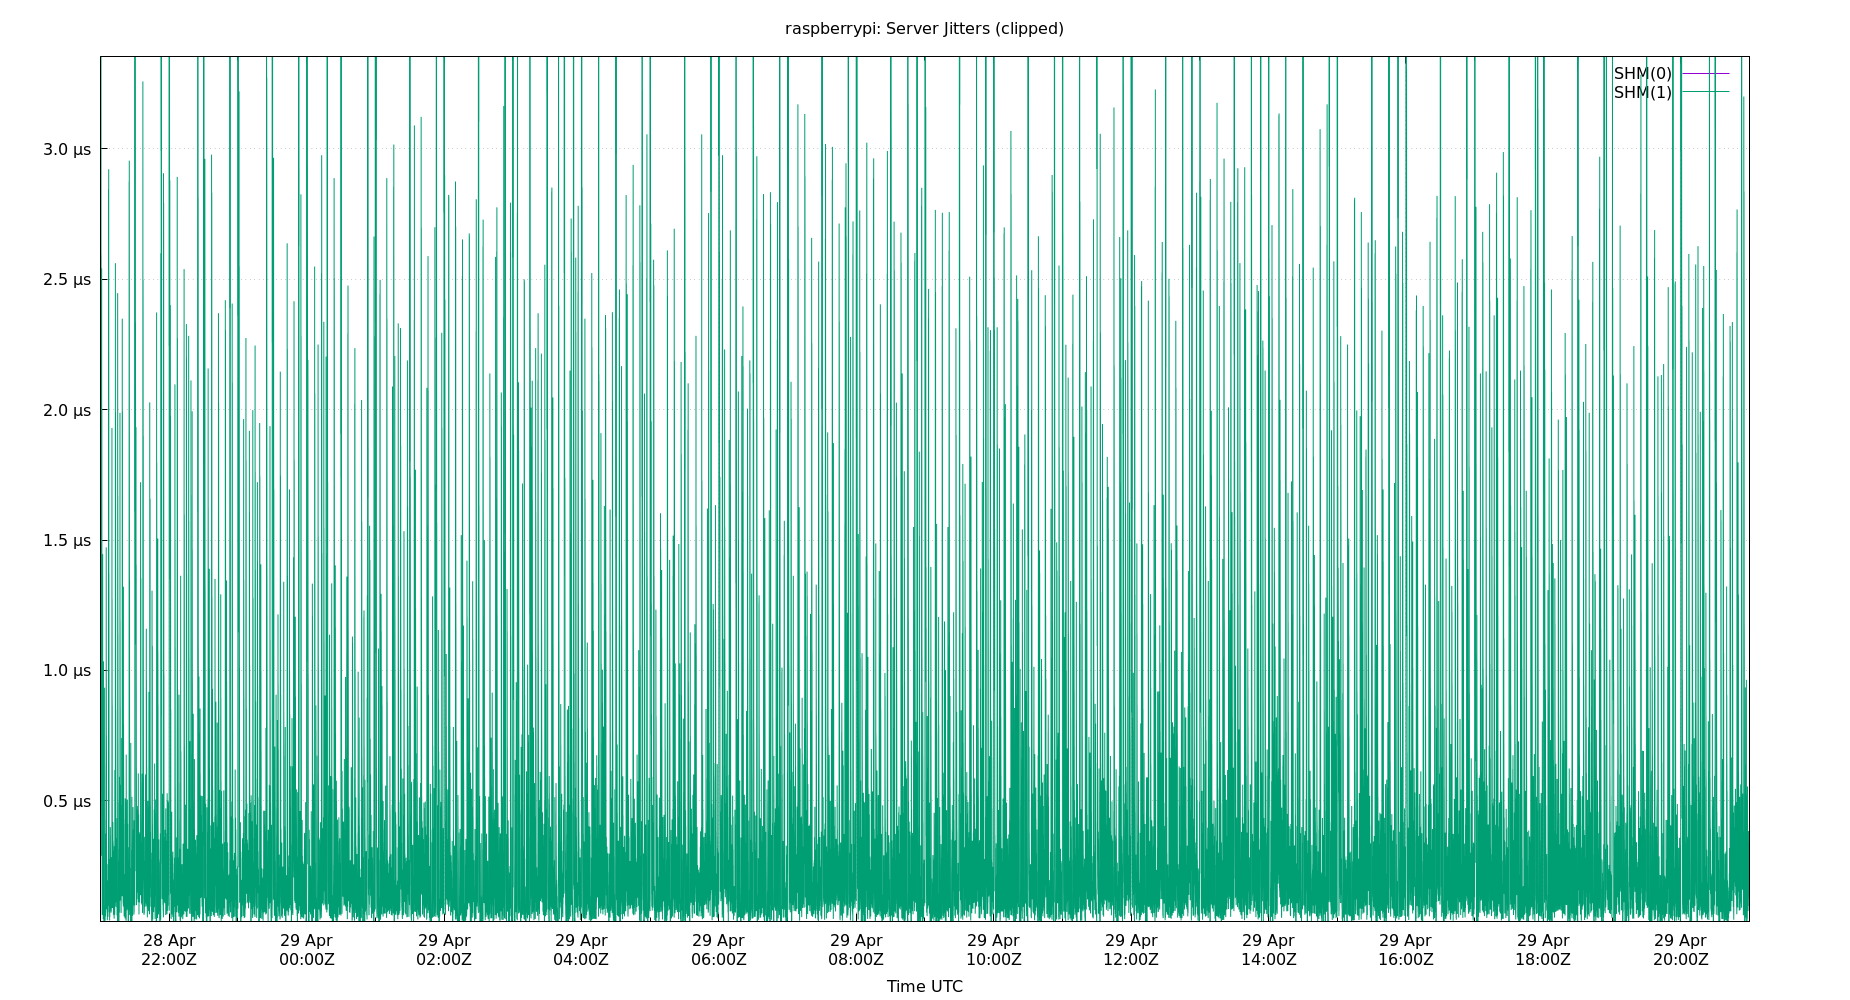 raspberrypi: Server Jitters (clipped)
SHM(0)
SHM(1)
3.0 µs
2.5 µs
2.0 µs
1.5 µs
1.0 µs
0.5 µs
28 Apr 29 Apr 29 Apr 29 Apr 29 Apr 29 Apr 29 Apr 29 Apr 29 Apr 29 Apr 29 Apr 29 Apr
22:00Z 00:00Z 02:00Z 04:00Z 06:00Z 08:00Z 10:00Z 12:00Z 14:00Z 16:00Z 18:00Z 20:00Z
Time UTC